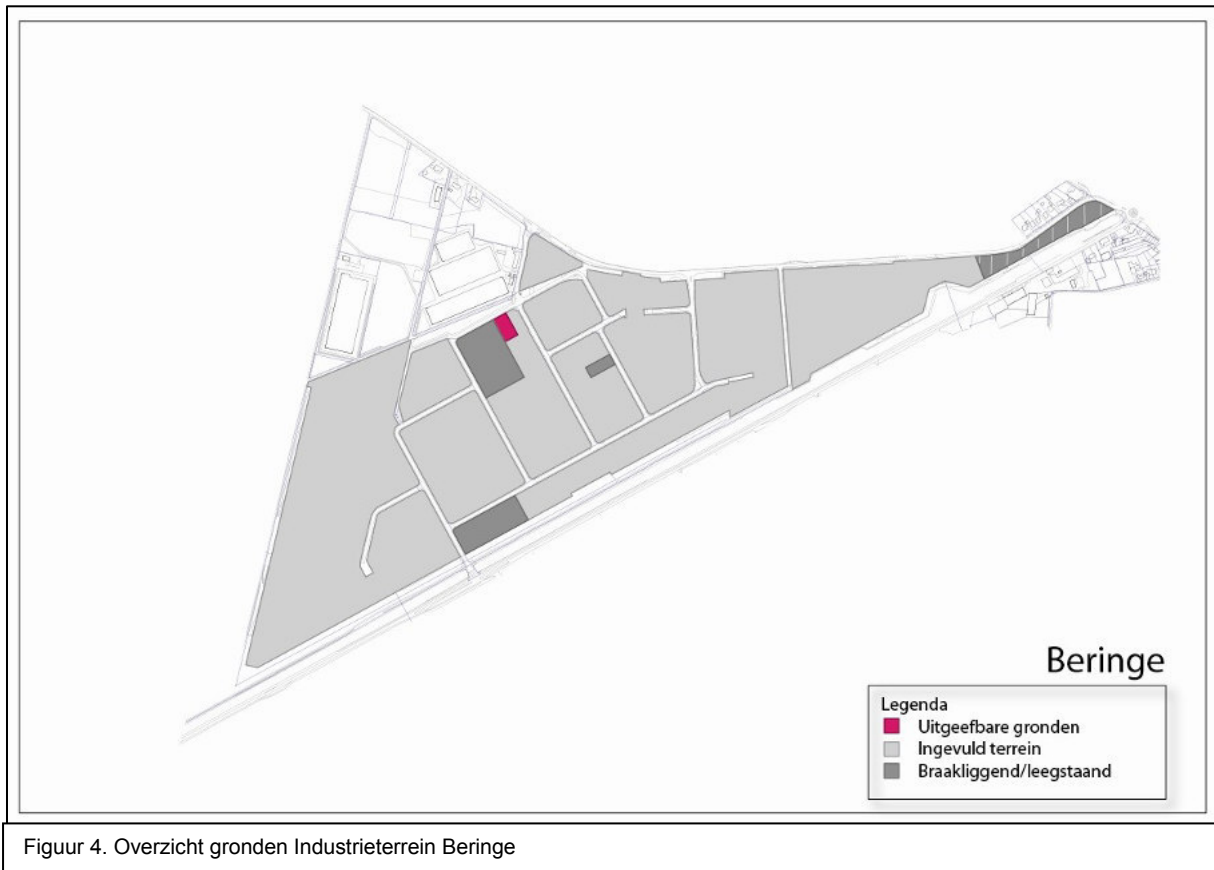 Beringe
Legenda
Uitgeefbare gronden
Ingevuld terrein
Braakliggend/leegstaand
Figuur 4. Overzicht gronden Industrieterrein Beringe